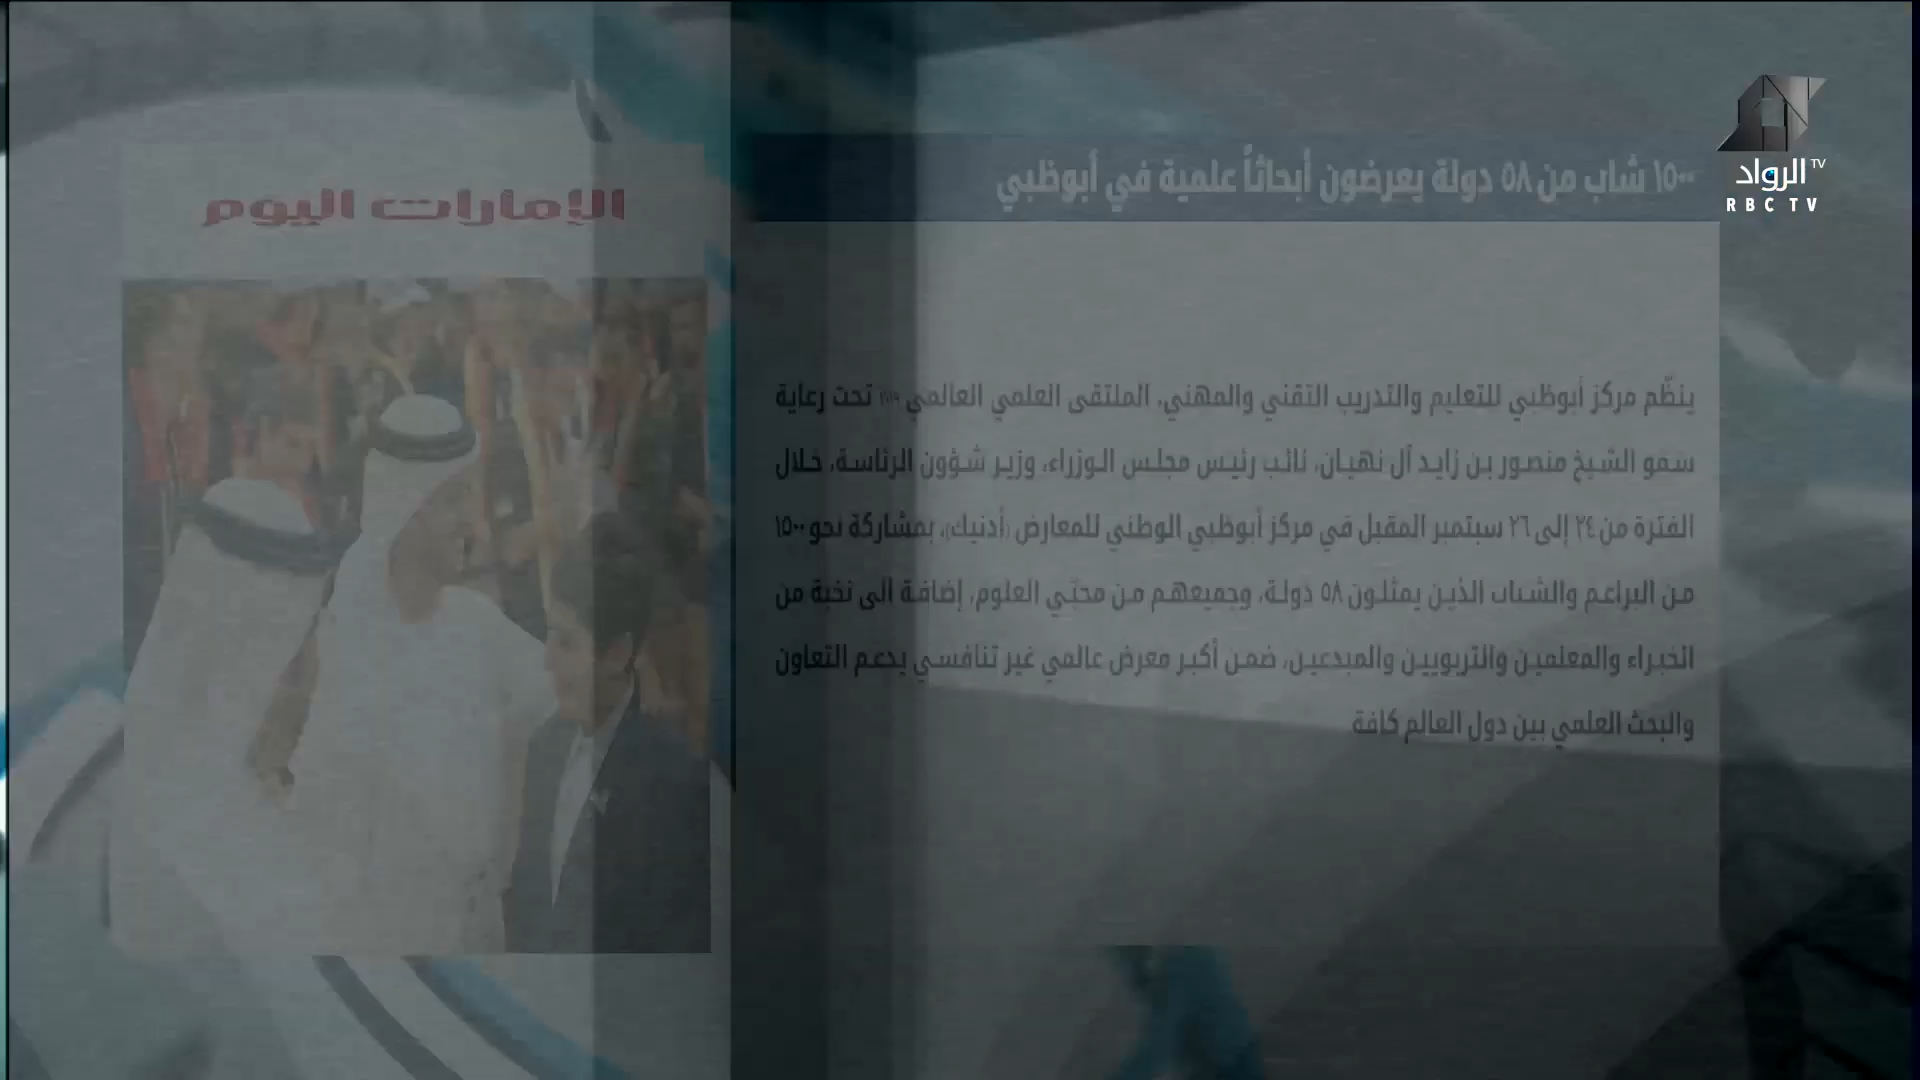 الرواد TV
RBC TV
١٥٠٠ شاب من ٥٨ دولة يعرضون أبحاثاً علمية في أبوظبي
الإمارات اليوم
ينظّم مركز أبوظبي للتعليم والتدريب التقني والمهني، الملتقى العلمي العالمي تحت رعاية
سمو الشيخ منصور بن زايد آل نهيان، نائب رئيس مجلس الوزراء، وزير شؤون الرئاسة، خلال
الفترة من ٢٤ إلى ٢٦ سبتمبر المقبل في مركز أبوظبي الوطني للمعارض (أدنيك)، بمشاركة نحو ١٥٠٠
من البراعم والشباب الذين يمثلون ٥٨ دولة، وجميعهم من محبّي العلوم، إضافة الى نخبة من
الخبراء والمعلمين والتربويين والمبدعين، ضمن أكبر معرض عالمي غير تنافسي يدعم التعاون
والبحث العلمي بين دول العالم كافة